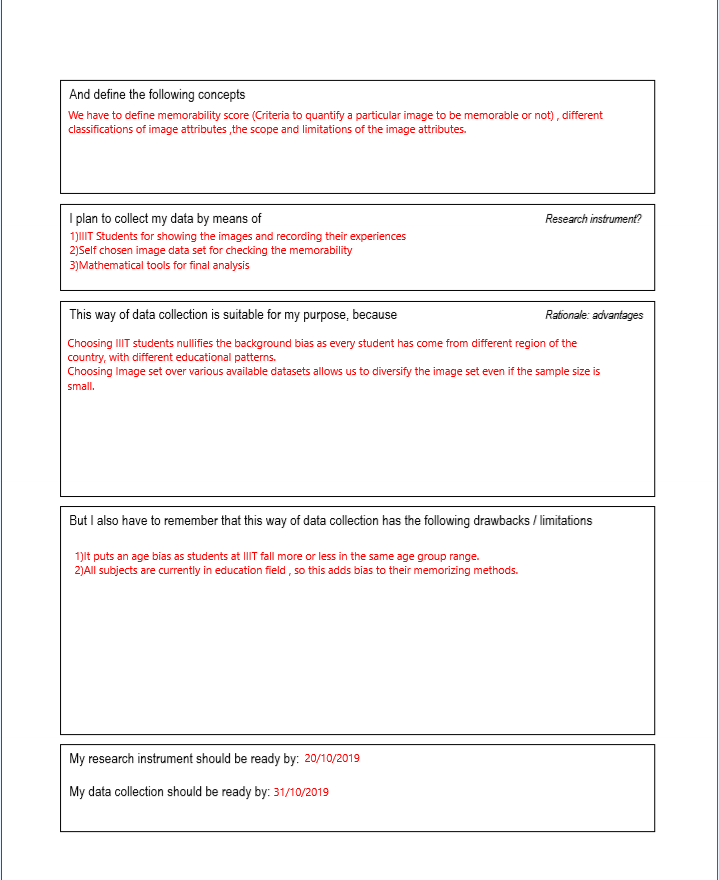 And define the following concepts
We have to define memorability score (Criteria to quantify a particular image to be memorable or not) , different
classifications of image attributes ,the scope and limitations of the image attributes.
I plan to collect my data by means of Research instrument?
1)IIIT Students for showing the images and recording their experiences
2)Self chosen image data set for checking the memorability
3)Mathematical tools for final analysis
This way of data collection is suitable for my purpose, because Rationale: advantages
Choosing IIIT students nullifies the background bias as every student has come from different region of the
country, with different educational patterns.
Choosing Image set over various available datasets allows us to diversify the image set even if the sample size is
small.
But I also have to remember that this way of data collection has the following drawbacks / limitations
1)It puts an age bias as students at IIIT fall more or less in the same age group range.
2)All subjects are currently in education field , so this adds bias to their memorizing methods.
My research instrument should be ready by: 20/10/2019
My data collection should be ready by: 31/10/2019